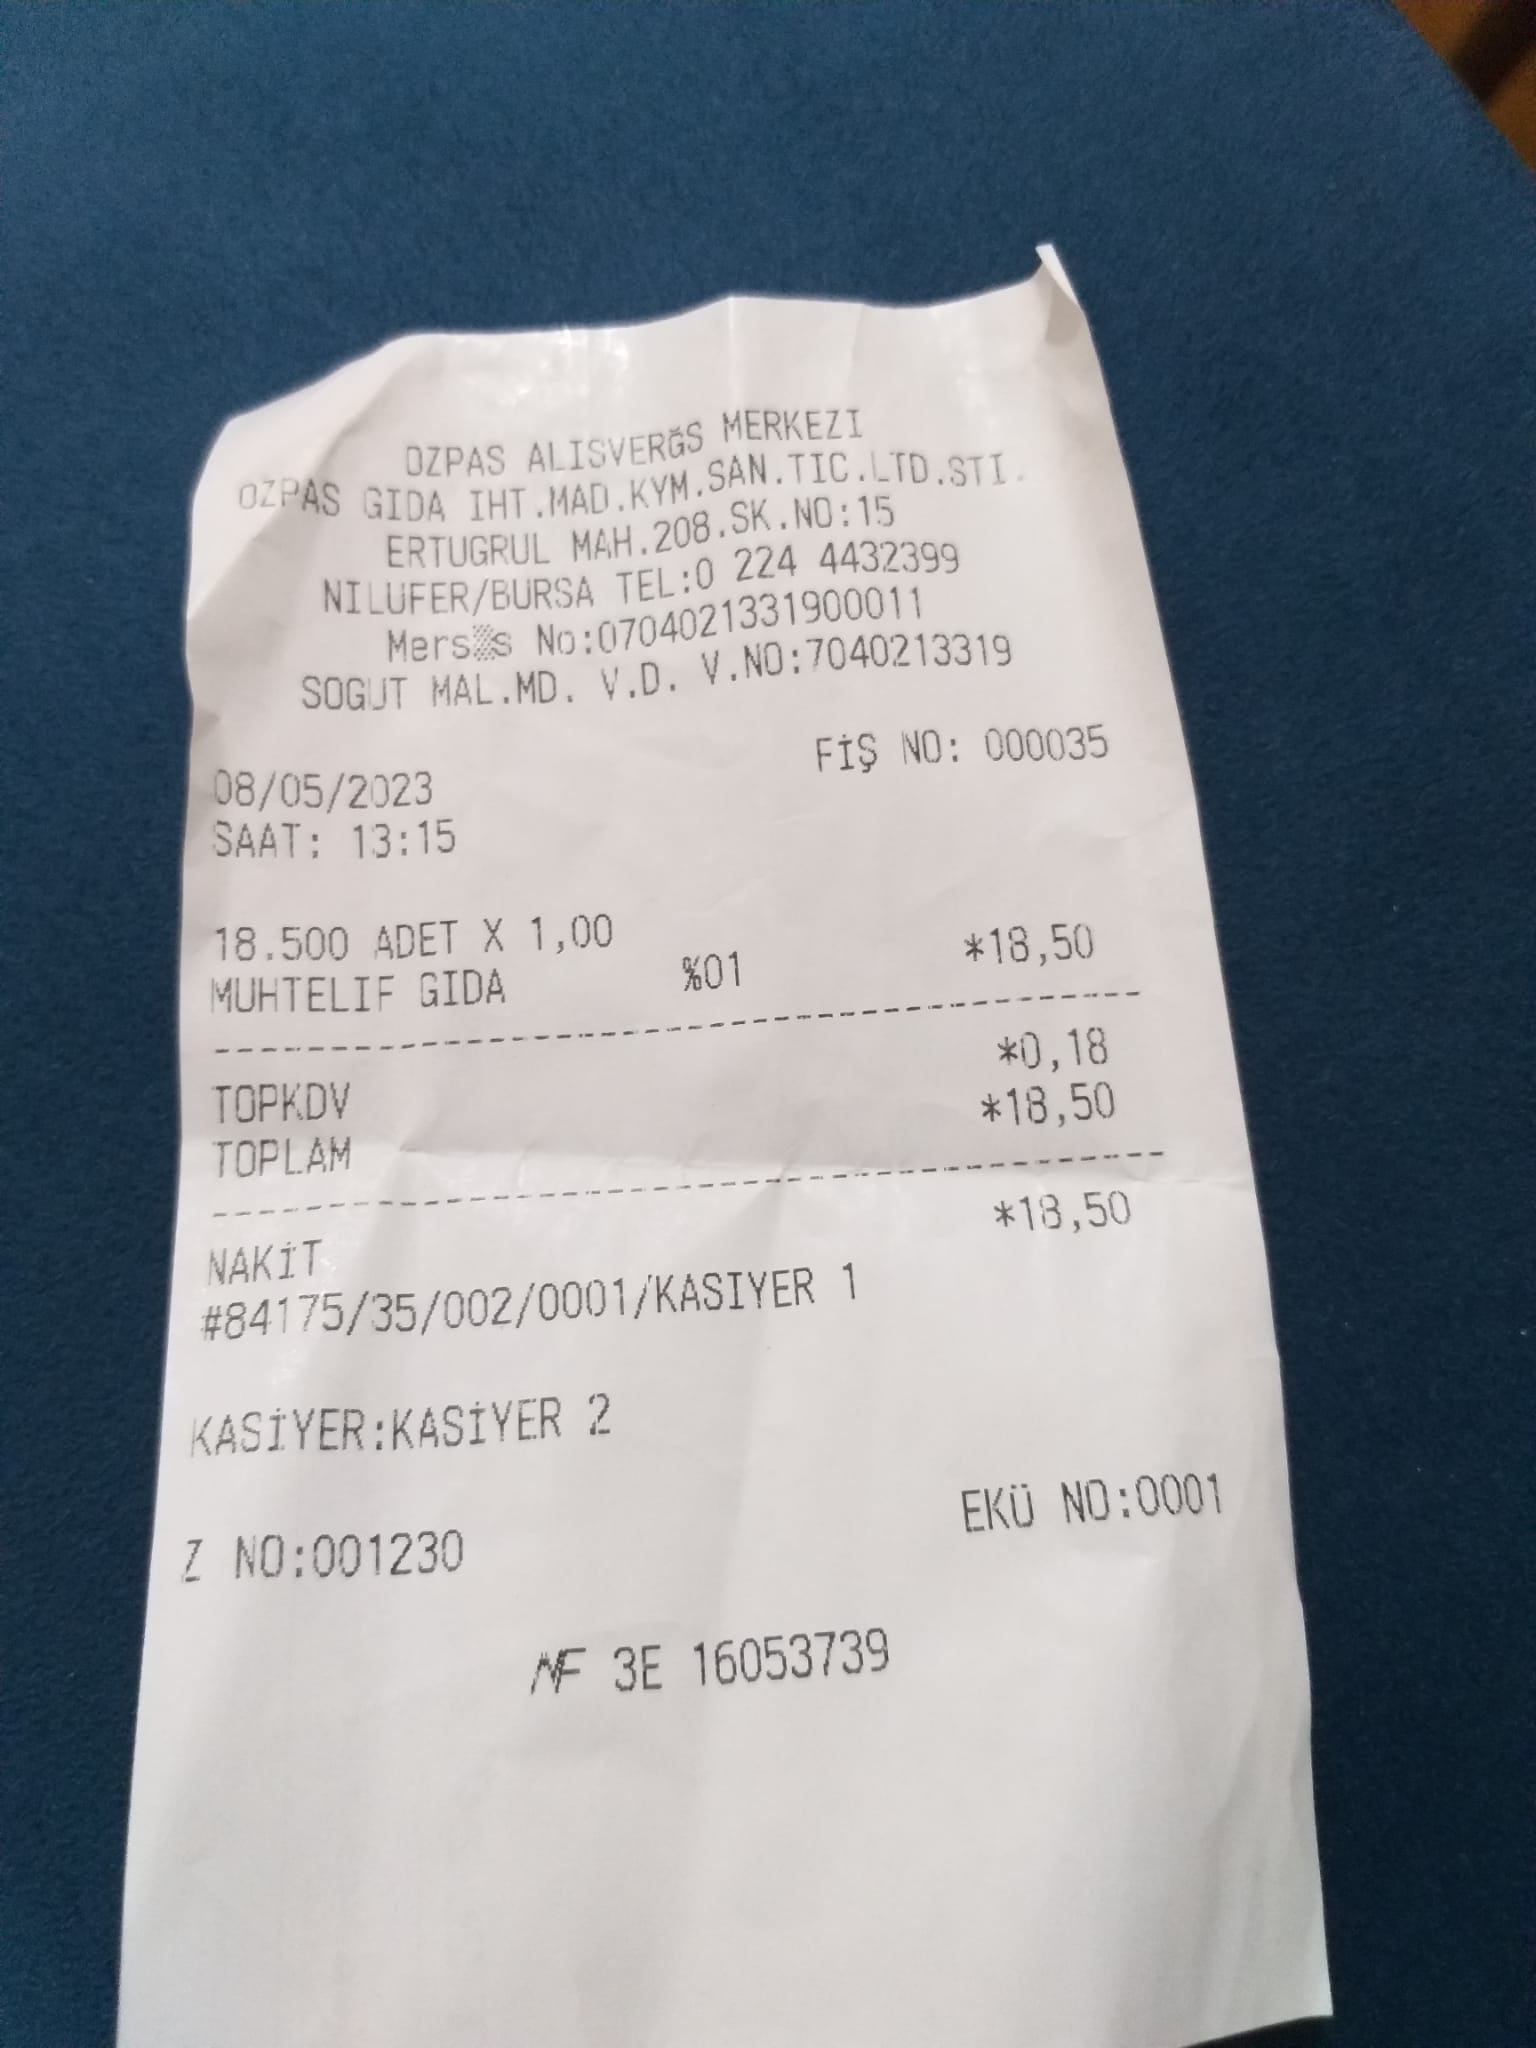 OZPAS ALISVERĞS MERKEZI
OZPAS GIDA IHT.MAD.KYM.SAN.TIC.LTD.STI.
ERTUGRUL MAH.208.SK.NO:15
NILUFER/BURSA TEL:0 224 4432399
Mers▒s No:0704021331900011
SOGUT MAL.MD. V.D. V.NO:7040213319
FİŞ NO: 000035
08/05/2023
SAAT: 13:15
18.500 ADET X 1,00
MUHTELIF GIDA %01 *18,50
TOPKDV *0,18
TOPLAM *18,50
NAKİT *18,50
#84175/35/002/0001/KASIYER 1
KASİYER:KASİYER 2
Z NO:001230 EKÜ NO:0001
MF 3E 16053739